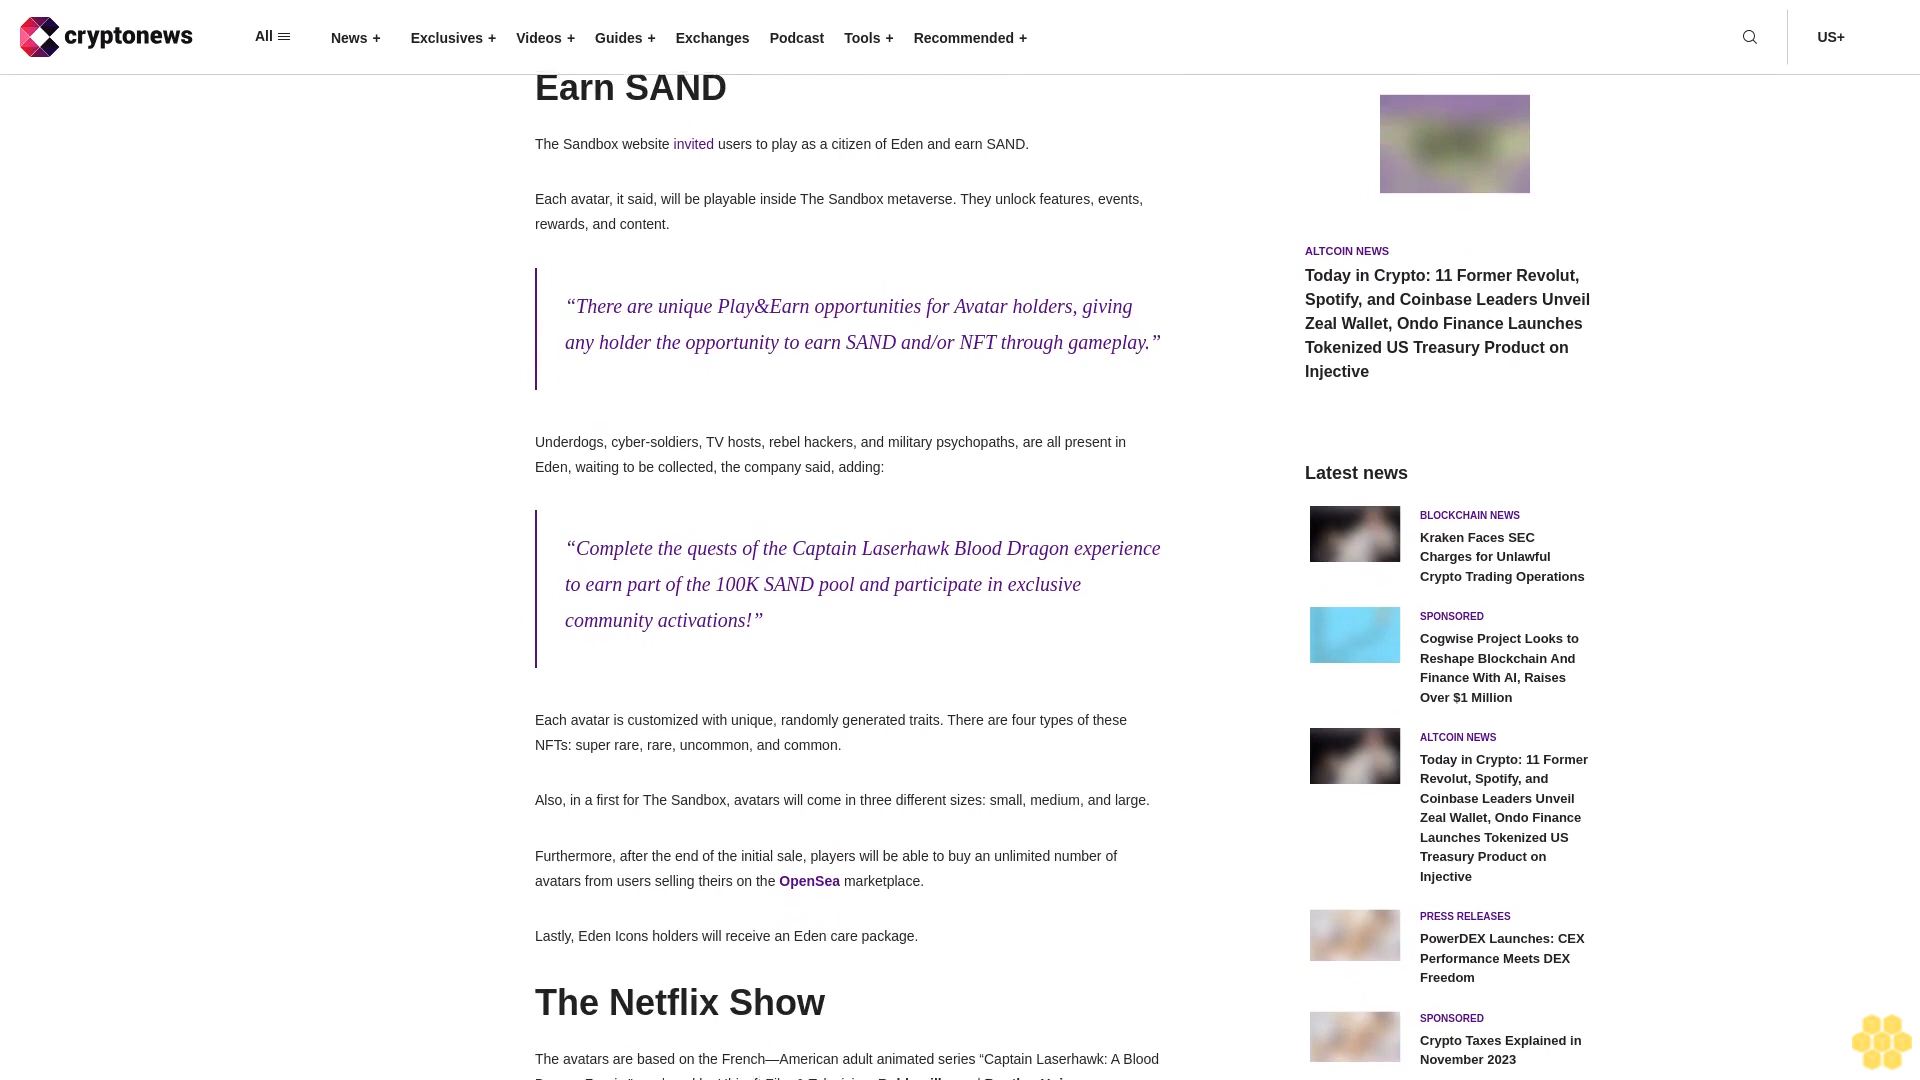 cryptonews
All
News +
Exclusives +
Videos +
Guides +
Exchanges
Podcast
Tools +
Recommended +
US+
Earn SAND
The Sandbox website invited users to play as a citizen of Eden and earn SAND.
Each avatar, it said, will be playable inside The Sandbox metaverse. They unlock features, events,
rewards, and content.
“There are unique Play&Earn opportunities for Avatar holders, giving
any holder the opportunity to earn SAND and/or NFT through gameplay.”
Underdogs, cyber-soldiers, TV hosts, rebel hackers, and military psychopaths, are all present in
Eden, waiting to be collected, the company said, adding:
“Complete the quests of the Captain Laserhawk Blood Dragon experience
to earn part of the 100K SAND pool and participate in exclusive
community activations!”
Each avatar is customized with unique, randomly generated traits. There are four types of these
NFTs: super rare, rare, uncommon, and common.
Also, in a first for The Sandbox, avatars will come in three different sizes: small, medium, and large.
Furthermore, after the end of the initial sale, players will be able to buy an unlimited number of
avatars from users selling theirs on the OpenSea marketplace.
Lastly, Eden Icons holders will receive an Eden care package.
The Netflix Show
The avatars are based on the French—American adult animated series “Captain Laserhawk: A Blood
ALTCOIN NEWS
Today in Crypto: 11 Former Revolut,
Spotify, and Coinbase Leaders Unveil
Zeal Wallet, Ondo Finance Launches
Tokenized US Treasury Product on
Injective
Latest news
BLOCKCHAIN NEWS
Kraken Faces SEC
Charges for Unlawful
Crypto Trading Operations
SPONSORED
Cogwise Project Looks to
Reshape Blockchain And
Finance With AI, Raises
Over $1 Million
ALTCOIN NEWS
Today in Crypto: 11 Former
Revolut, Spotify, and
Coinbase Leaders Unveil
Zeal Wallet, Ondo Finance
Launches Tokenized US
Treasury Product on
Injective
PRESS RELEASES
PowerDEX Launches: CEX
Performance Meets DEX
Freedom
SPONSORED
Crypto Taxes Explained in
November 2023